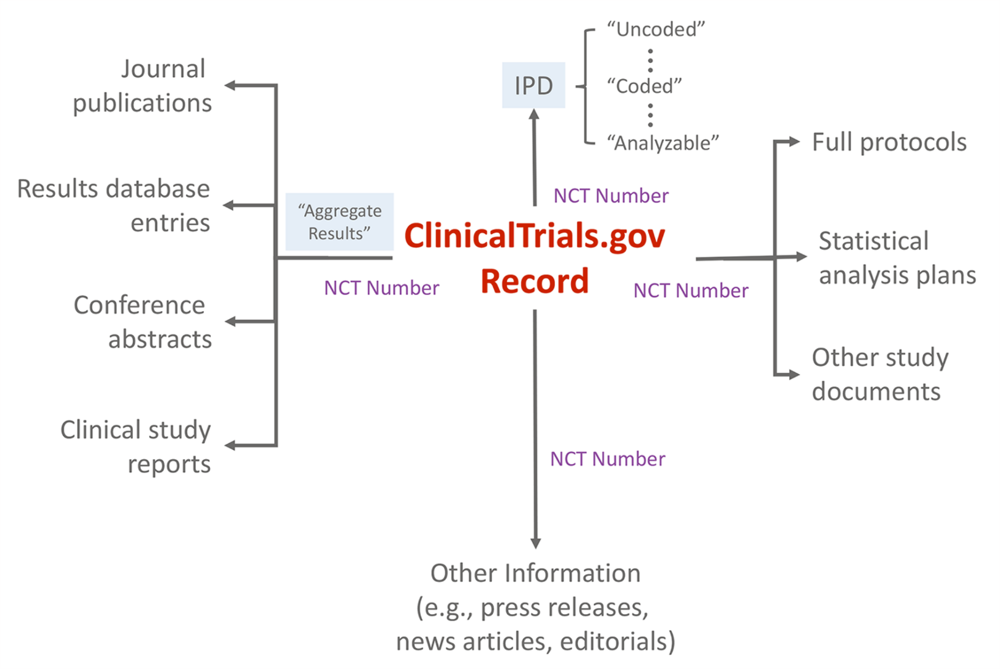 Journal
publications
Results database
entries
Conference
abstracts
Clinical study
reports
“Aggregate
Results”
NCT Number
IPD
“Uncoded”
“Coded”
“Analyzable”
NCT Number
ClinicalTrials.gov
Record
NCT Number
Full protocols
Statistical
analysis plans
Other study
documents
NCT Number
Other Information
(e.g., press releases,
news articles, editorials)